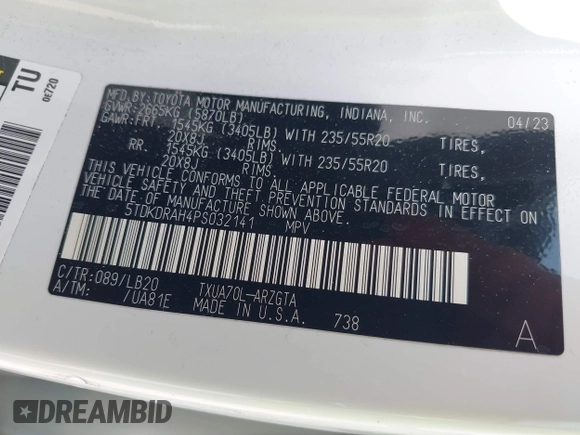 TU
0E720
MFD.BY:TOYOTA MOTOR MANUFACTURING, INDIANA, INC. 04/23
GVWR:2665KG (5870LB)
GAWR:FRT. 1545KG (3405LB) WITH 235/55R20 TIRES,
20X8J RIMS.
RR. 1545KG (3405LB) WITH 235/55R20 TIRES,
20X8J RIMS.
THIS VEHICLE CONFORMS TO ALL APPLICABLE FEDERAL MOTOR
VEHICLE SAFETY AND THEFT PREVENTION STANDARDS IN EFFECT ON
THE DATE OF MANUFACTURE SHOWN ABOVE.
5TDKDRAH4PS032141 MPV
C/TR:089/LB20 TXUA70L-ARZGTA
A/TM: /UA81E MADE IN U.S.A. 738 A
DREAMBID